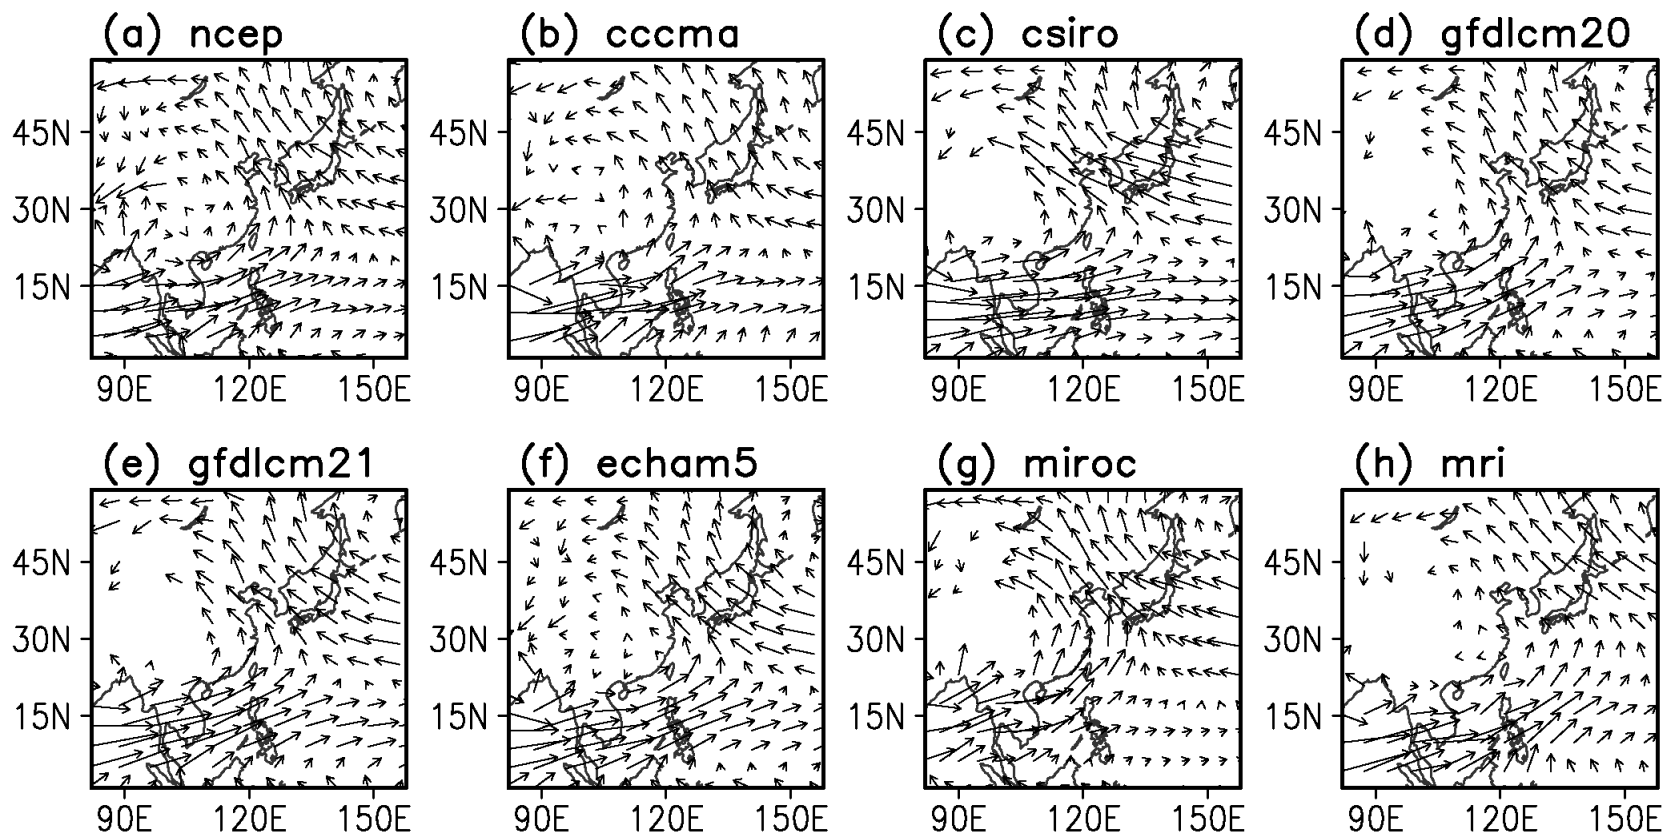 (a) ncep (b) cccma (c) csiro (d) gfdlcm20
45N 45N 45N 45N
30N 30N 30N 30N
15N 15N 15N 15N
90E 120E 150E 90E 120E 150E 90E 120E 150E 90E 120E 150E
(e) gfdlcm21 (f) echam5 (g) miroc (h) mri
45N 45N 45N 45N
30N 30N 30N 30N
15N 15N 15N 15N
90E 120E 150E 90E 120E 150E 90E 120E 150E 90E 120E 150E